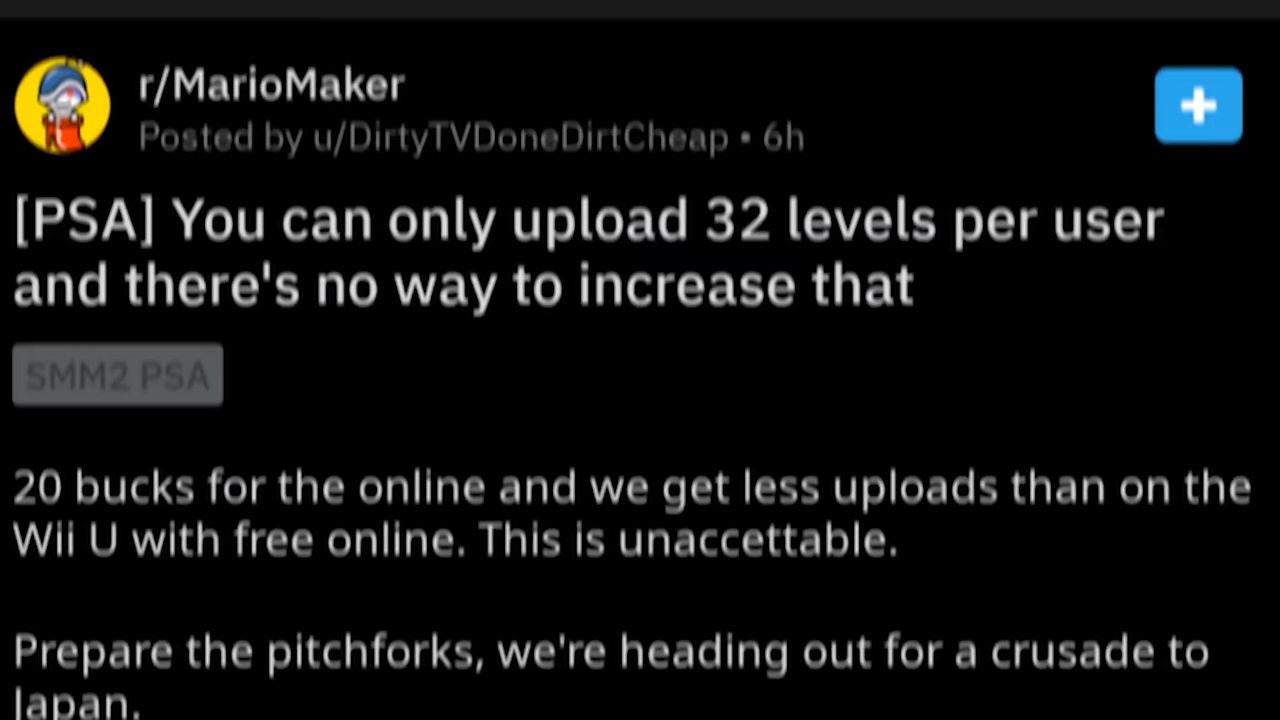 r/MarioMaker
Posted by u/DirtyTVDoneDirtCheap • 6h
[PSA] You can only upload 32 levels per user
and there's no way to increase that
SMM2 PSA
20 bucks for the online and we get less uploads than on the
Wii U with free online. This is unaccettable.
Prepare the pitchforks, we're heading out for a crusade to
Japan.